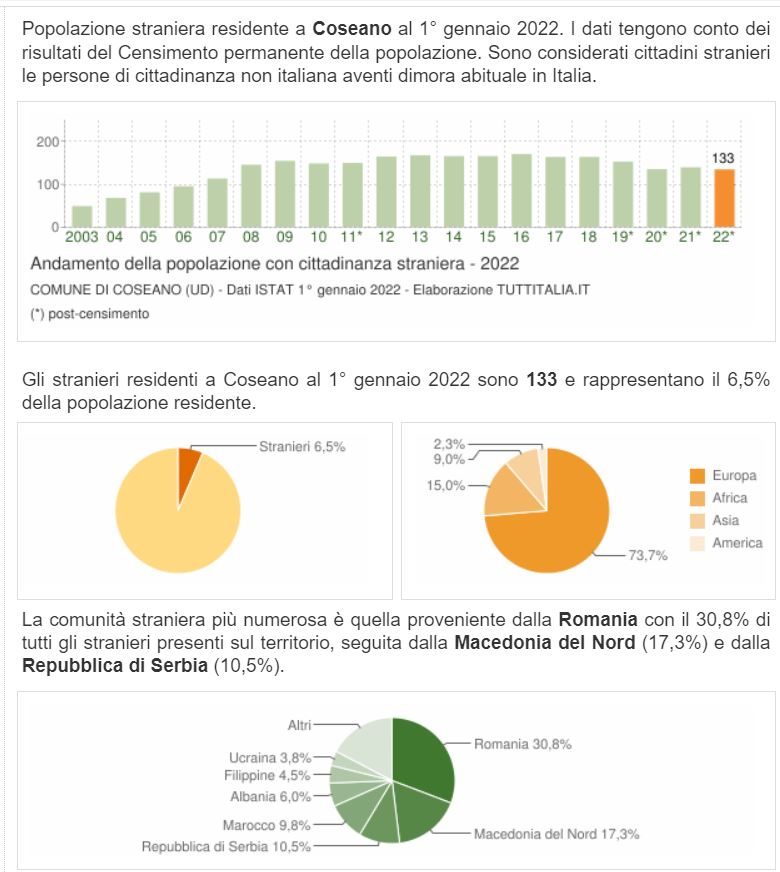 Popolazione straniera residente a Coseano al 1° gennaio 2022. I dati tengono conto dei
risultati del Censimento permanente della popolazione. Sono considerati cittadini stranieri
le persone di cittadinanza non italiana aventi dimora abituale in Italia.
200
100
0
133
2003 04 05 06 07 08 09 10 11* 12 13 14 15 16 17 18 19* 20* 21* 22*
Andamento della popolazione con cittadinanza straniera - 2022
COMUNE DI COSEANO (UD) - Dati ISTAT 1° gennaio 2022 - Elaborazione TUTTITALIA.IT
(*) post-censimento
Gli stranieri residenti a Coseano al 1° gennaio 2022 sono 133 e rappresentano il 6,5%
della popolazione residente.
Stranieri 6,5%
2,3%
9,0%
15,0%
73,7%
Europa
Africa
Asia
America
La comunità straniera più numerosa è quella proveniente dalla Romania con il 30,8% di
tutti gli stranieri presenti sul territorio, seguita dalla Macedonia del Nord (17,3%) e dalla
Repubblica di Serbia (10,5%).
Altri
Ucraina 3,8%
Filippine 4,5%
Albania 6,0%
Marocco 9,8%
Repubblica di Serbia 10,5%
Romania 30,8%
Macedonia del Nord 17,3%